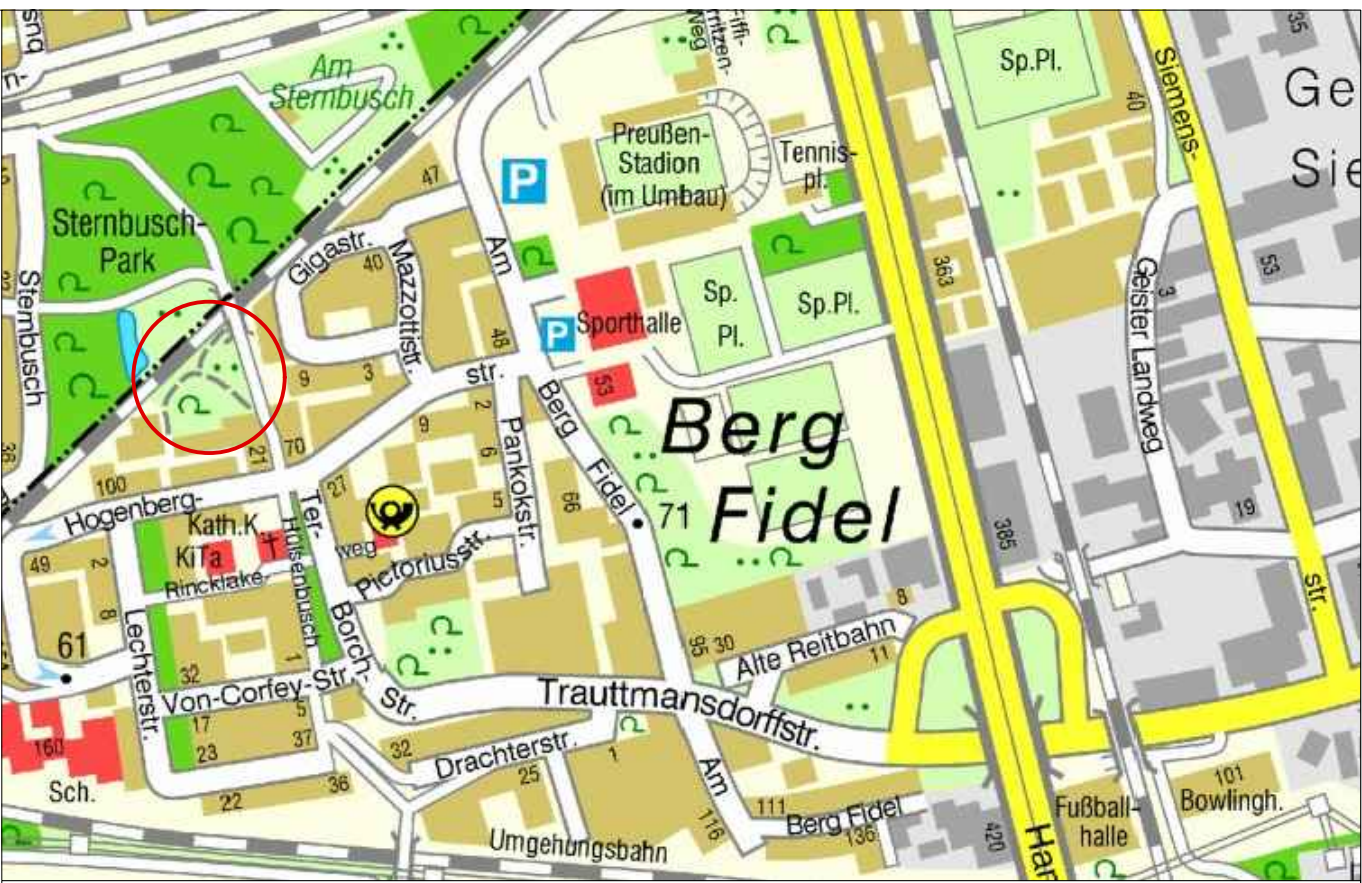 Am
Sternbusch
Fiffi-
Weg
Sp.Pl.
40
Siemens-
35
Ge
Sie
Preußen-
Stadion
(im Umbau)
Tennis-
pl.
P
47
Sternbusch-
Park
Sternbusch
36
Gigastr.
40
Mazzottistr.
Am
48
P
Sporthalle
53
Sp.
Pl.
Sp.Pl.
363
Geister Landweg
3
53
9
3
str.
2
9
6
5
Pankokstr.
Berg
Fidel
66
71
Berg
Fidel
385
19
str.
21
70
100
Hogenberg-
27
Ter-
Kath.K.
KiTa
Rincklake-
weg
Hülsenbusch
Pictoriusstr.
49
2
8
61
Lechterstr.
32
1
Borch-
Str.
Von-Corfey-Str.
17
5
23
37
160
Sch.
22
36
32
Drachterstr.
25
1
Trauttmansdorffstr.
95
30
Alte Reitbahn
8
11
Am
116
111
Berg Fidel
136
420
Umgehungsbahn
Fußball-
halle
101
Bowlingh.
Ham